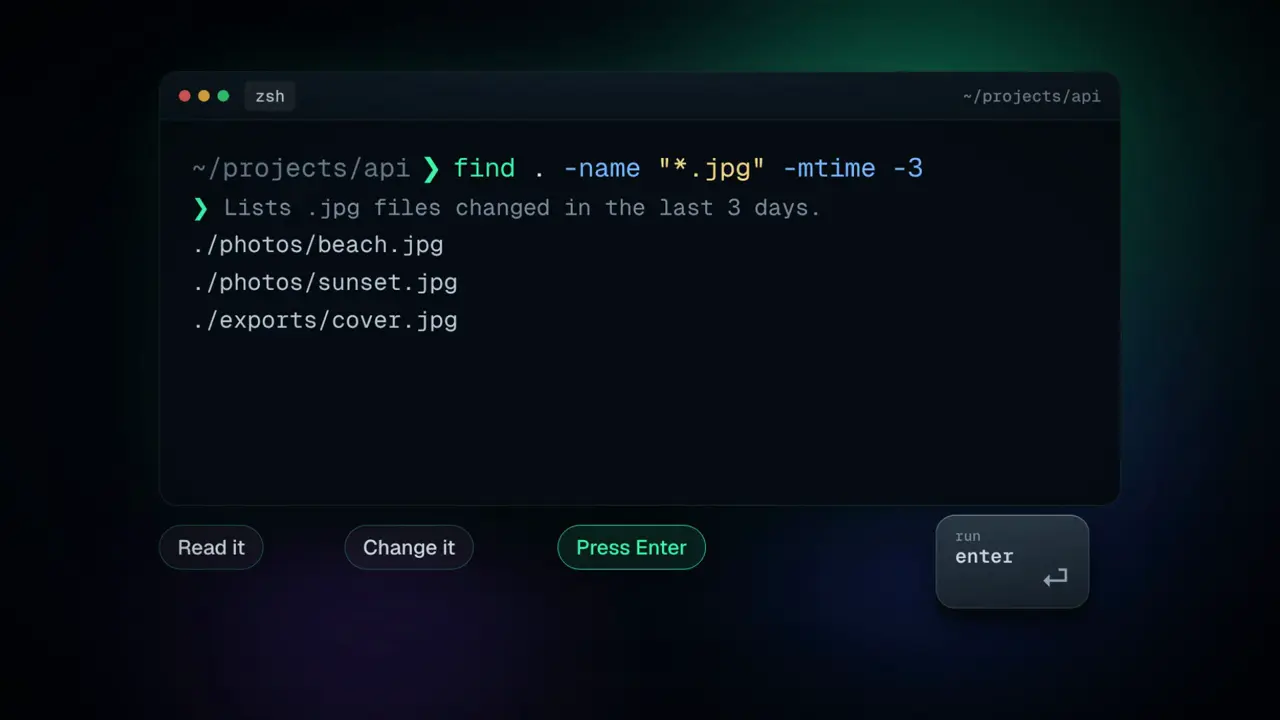 zsh
~/projects/api
~/projects/api ❯ find . -name "*.jpg" -mtime -3
❯ Lists .jpg files changed in the last 3 days.
./photos/beach.jpg
./photos/sunset.jpg
./exports/cover.jpg
Read it
Change it
Press Enter
run
enter